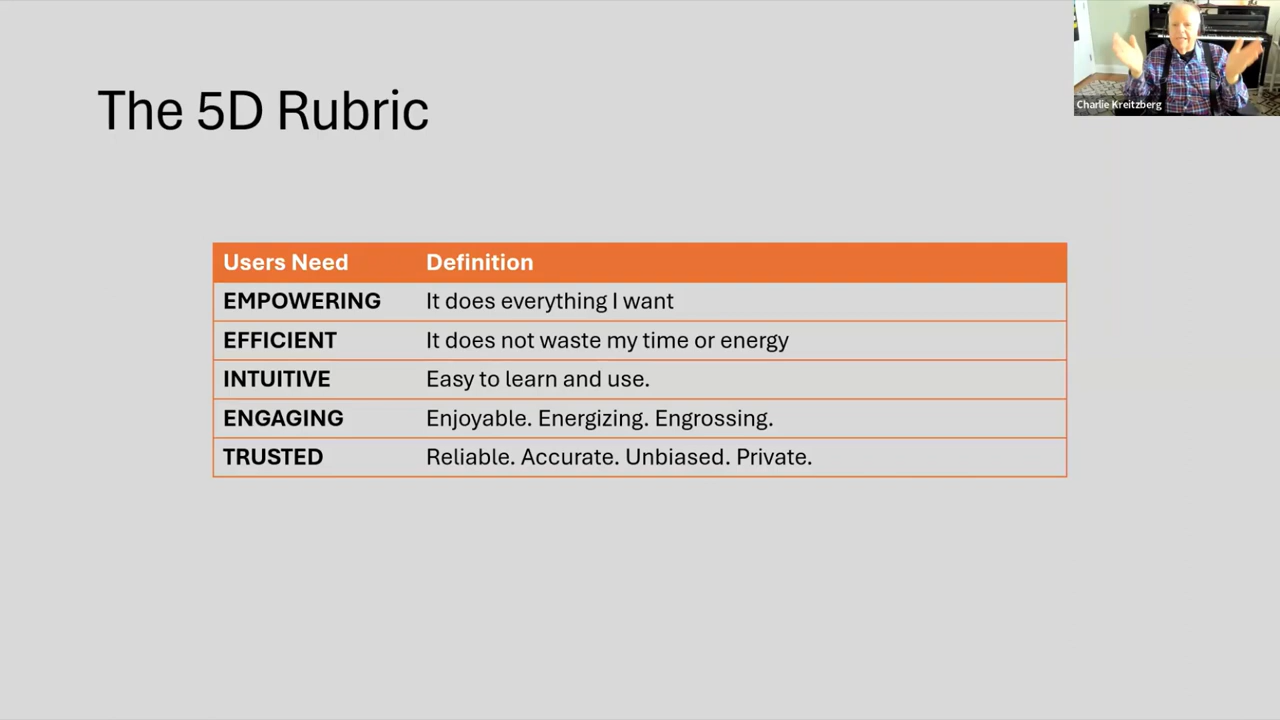 The 5D Rubric
Charlie Kreitzberg
Users Need Definition
EMPOWERING It does everything I want
EFFICIENT It does not waste my time or energy
INTUITIVE Easy to learn and use.
ENGAGING Enjoyable. Energizing. Engrossing.
TRUSTED Reliable. Accurate. Unbiased. Private.